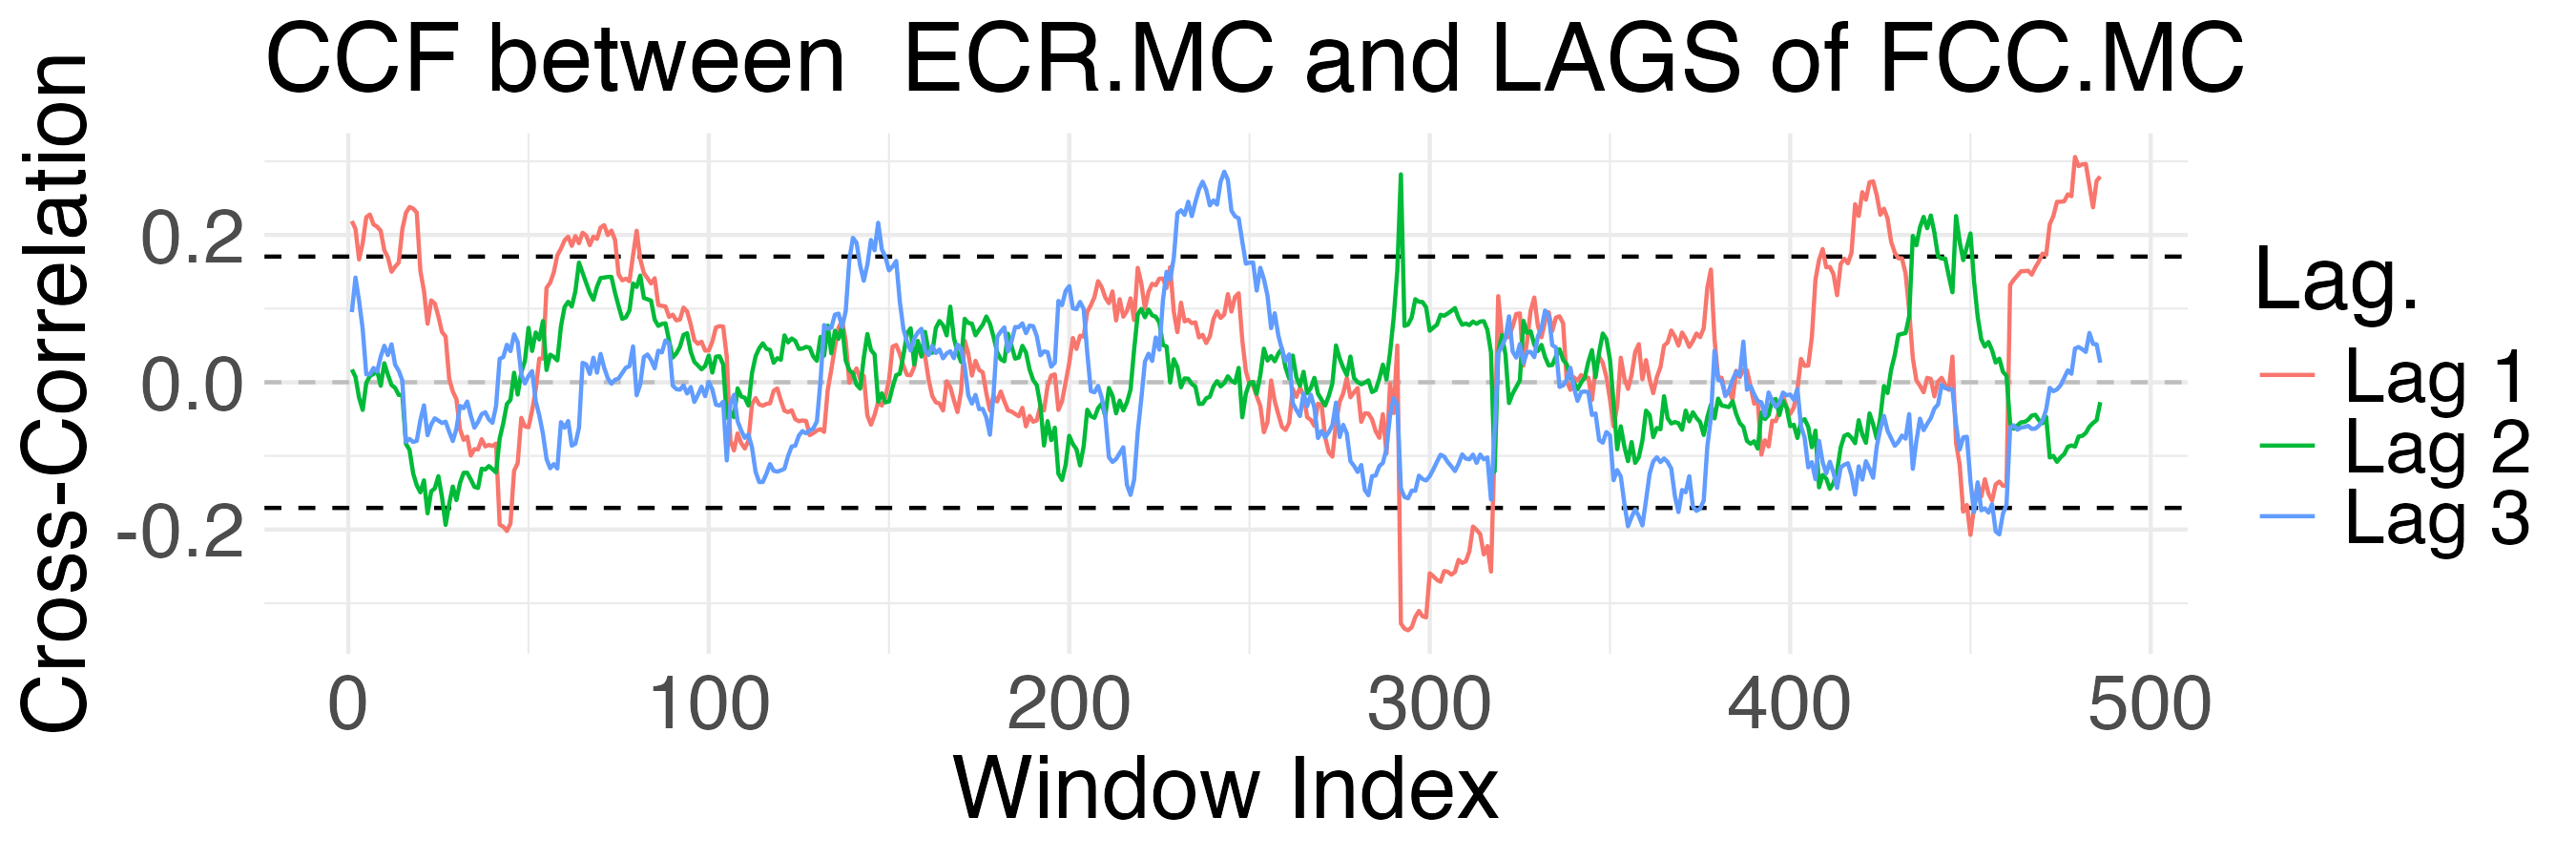 CCF between  ECR.MC and LAGS of FCC.MC
Cross-Correlation
0.2
0.0
-0.2
0 100 200 300 400 500
Window Index
Lag.
Lag 1
Lag 2
Lag 3